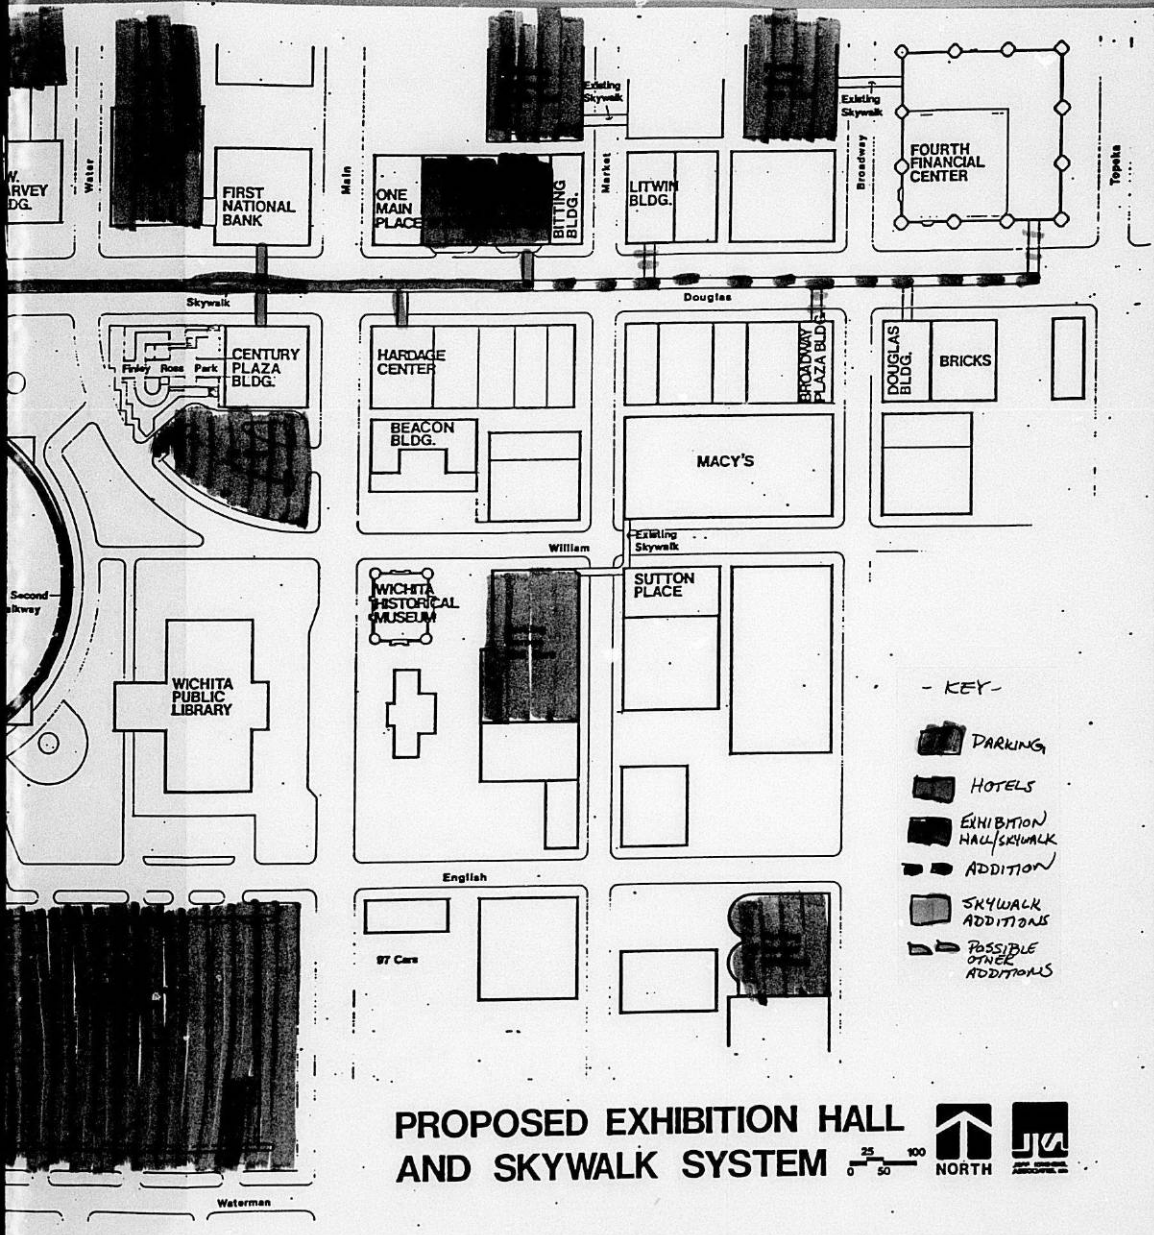 Existing
Skywalk
Existing
Skywalk
Water
Main
Market
Broadway
Topeka
W.
DG.
FIRST
NATIONAL
BANK
ONE
MAIN
PLACE
BITTING
BLDG.
LITWIN
BLDG.
FOURTH
FINANCIAL
CENTER
Skywalk
Douglas
Finley Ross Park
CENTURY
PLAZA
BLDG.
HARDAGE
CENTER
BROADWAY
PLAZA BLDG.
DOUGLAS
BLDG.
BRICKS
BEACON
BLDG.
MACY'S
Existing
Skywalk
William
WICHITA
HISTORICAL
MUSEUM
SUTTON
PLACE
Second
WICHITA
PUBLIC
LIBRARY
- KEY -
PARKING
HOTELS
EXHIBITION
HALL/SKYWALK
ADDITION
SKYWALK
ADDITIONS
POSSIBLE
OTHER
ADDITIONS
English
97 Cars
PROPOSED EXHIBITION HALL
AND SKYWALK SYSTEM
0 25 50 100
NORTH
Waterman